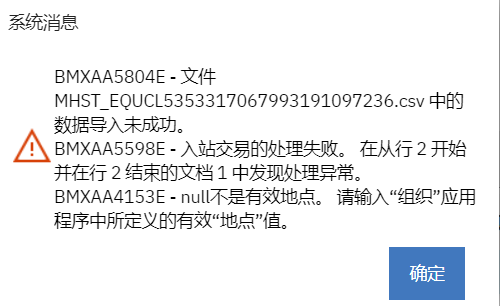 系统消息
BMXAA5804E - 文件
MHST_EQUCL5353317067993191097236.csv 中的
数据导入未成功。
BMXAA5598E - 入站交易的处理失败。 在从行 2 开始
并在行 2 结束的文档 1 中发现处理异常。
BMXAA4153E - null不是有效地点。 请输入“组织”应用
程序中所定义的有效“地点”值。
确定